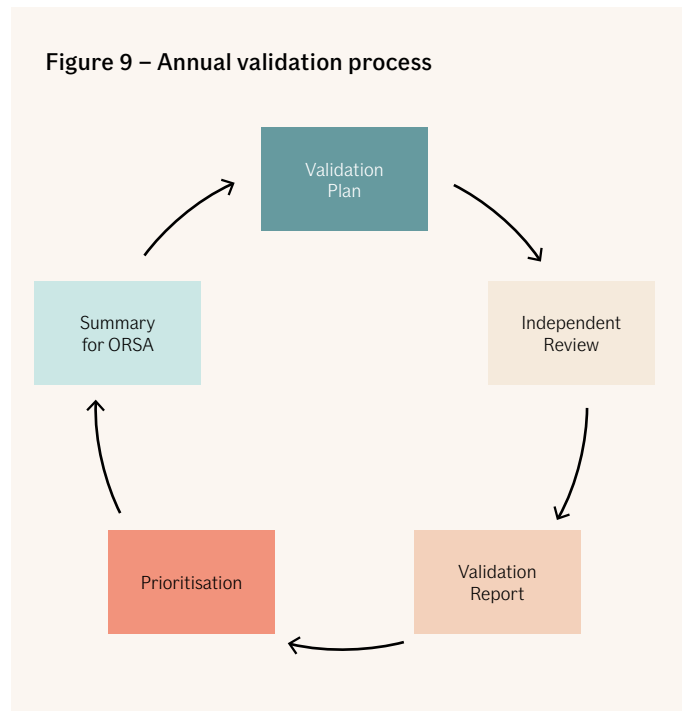 Figure 9 – Annual validation process
Validation
Plan
Independent
Review
Validation
Report
Prioritisation
Summary
for ORSA